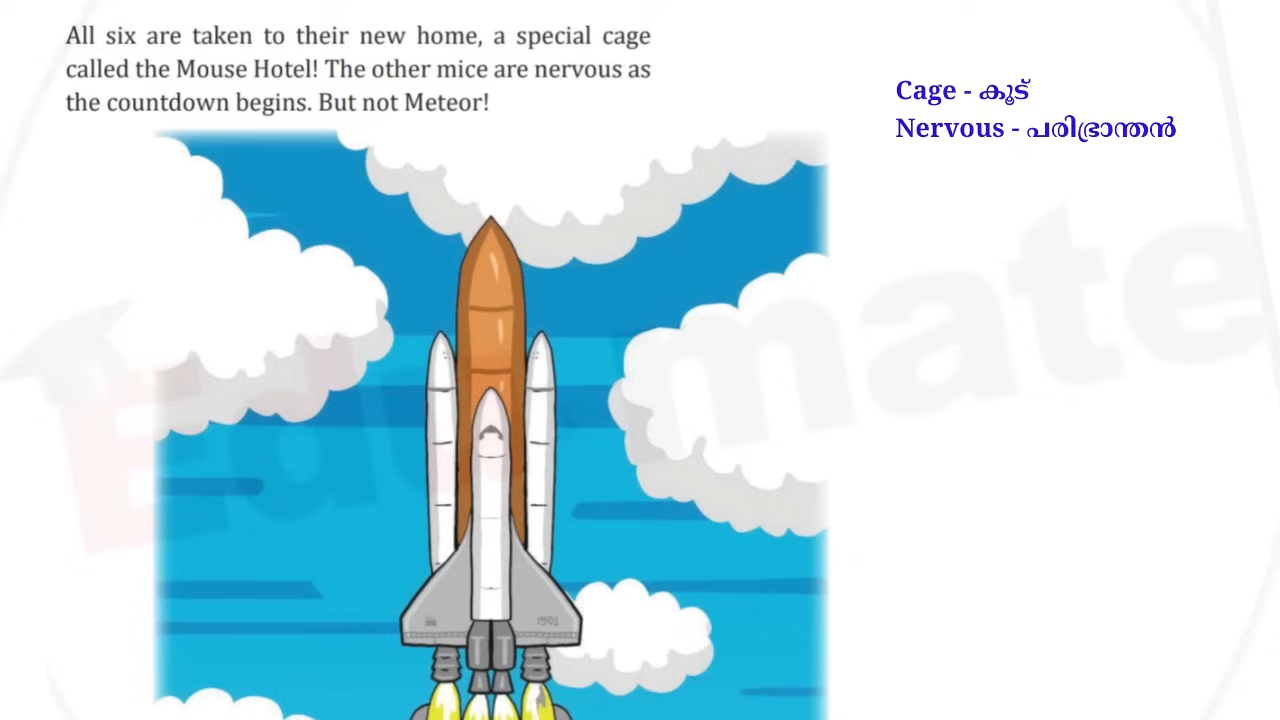 All six are taken to their new home, a special cage
called the Mouse Hotel! The other mice are nervous as
the countdown begins. But not Meteor!
Cage - കൂട്
Nervous - പരിഭ്രാന്തൻ
Edumate